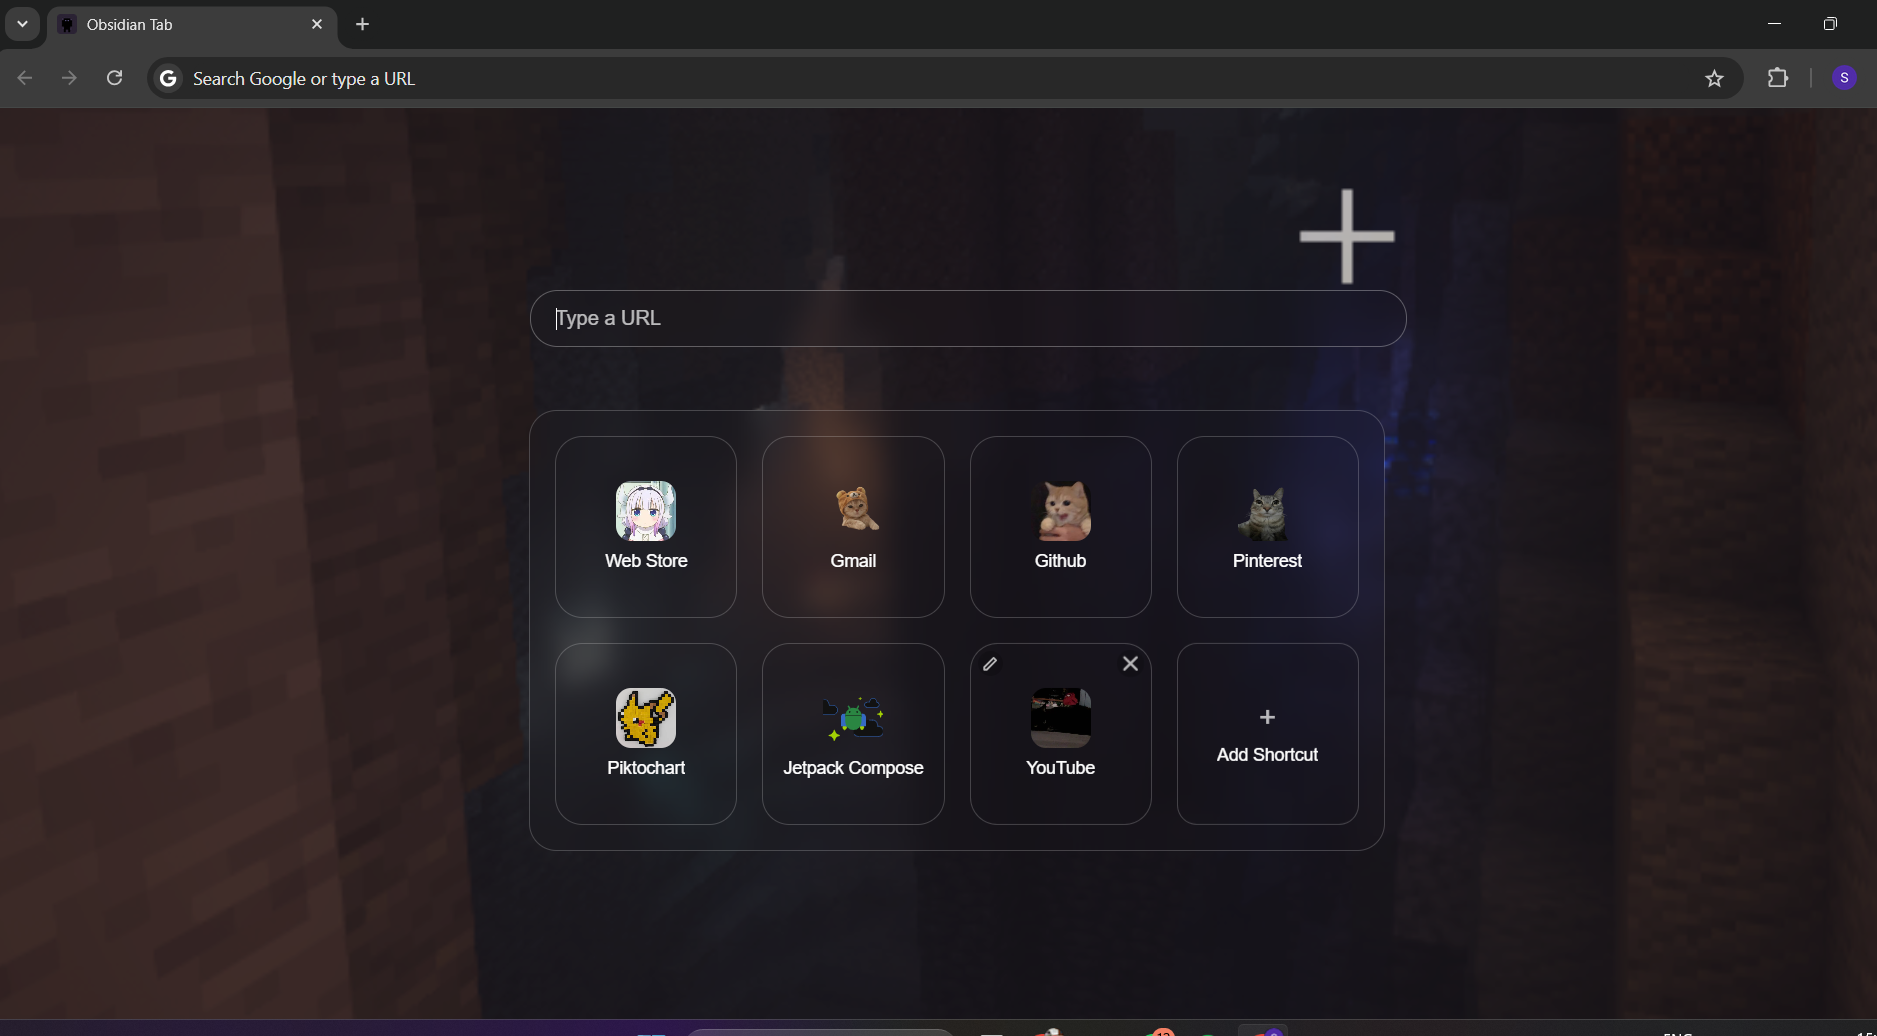 Obsidian Tab
Search Google or type a URL
S
Type a URL
Web Store
Gmail
Github
Pinterest
Piktochart
Jetpack Compose
YouTube
Add Shortcut